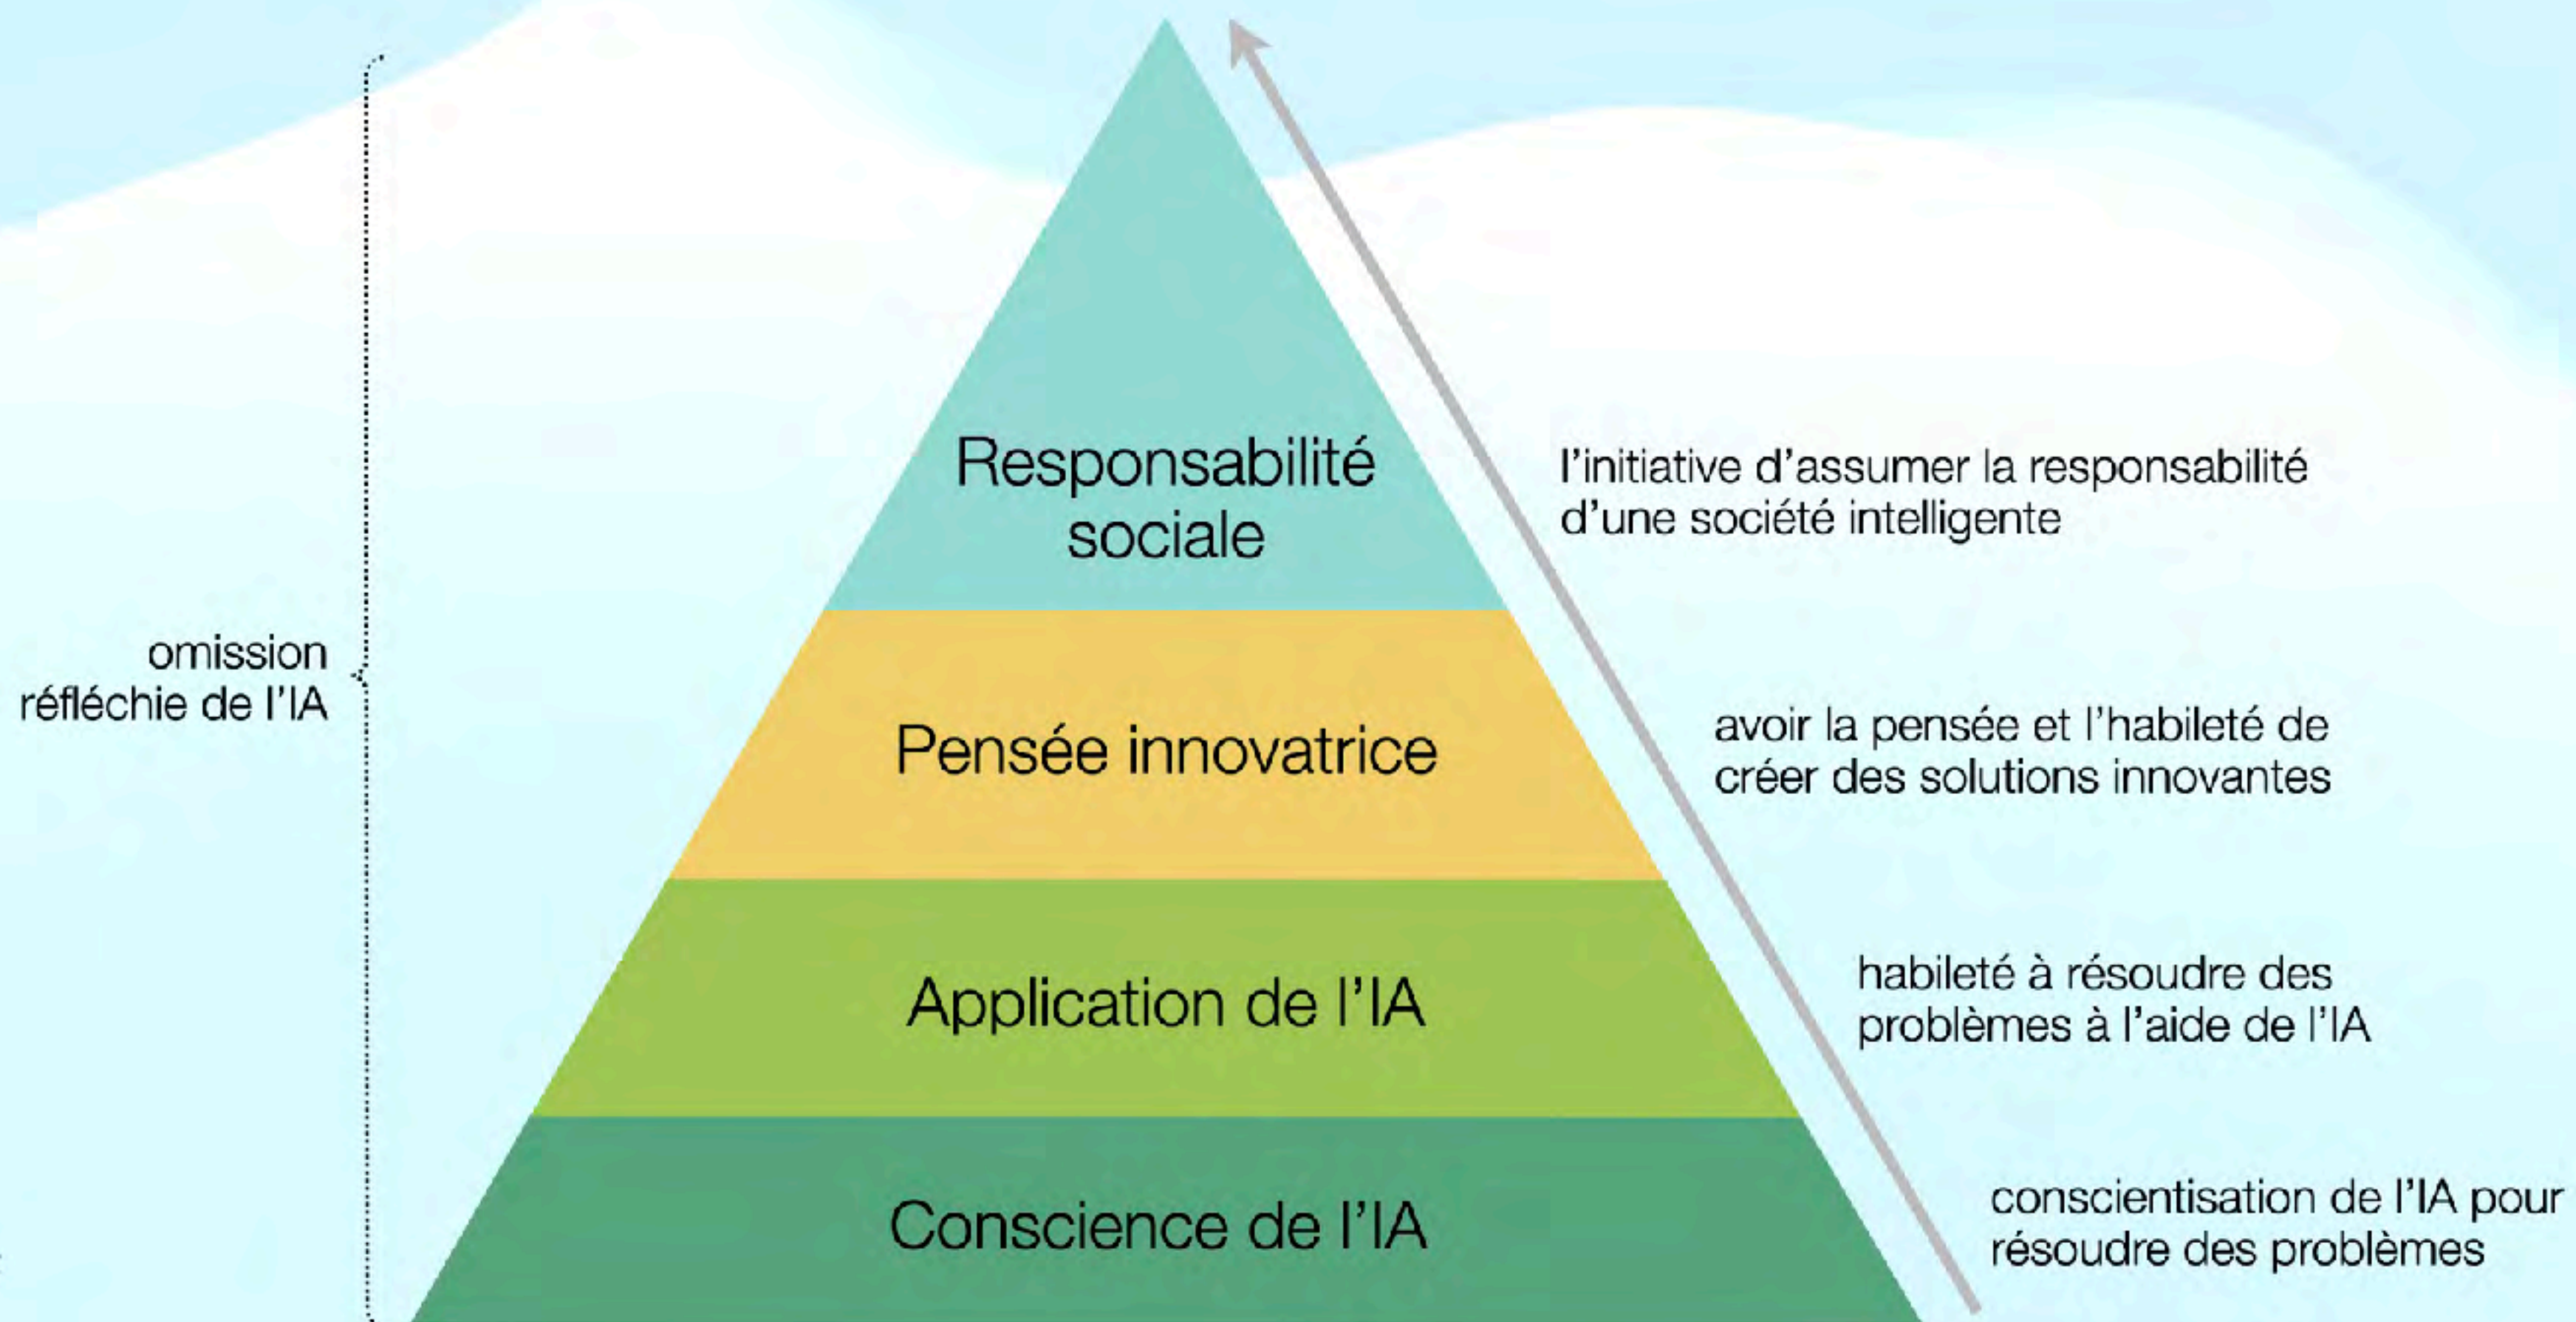 Responsabilité
sociale
l'initiative d'assumer la responsabilité
d'une société intelligente
omission
réfléchie de l'IA
Pensée innovatrice
avoir la pensée et l'habileté de
créer des solutions innovantes
Application de l'IA
habileté à résoudre des
problèmes à l'aide de l'IA
Conscience de l'IA
conscientisation de l'IA pour
résoudre des problèmes